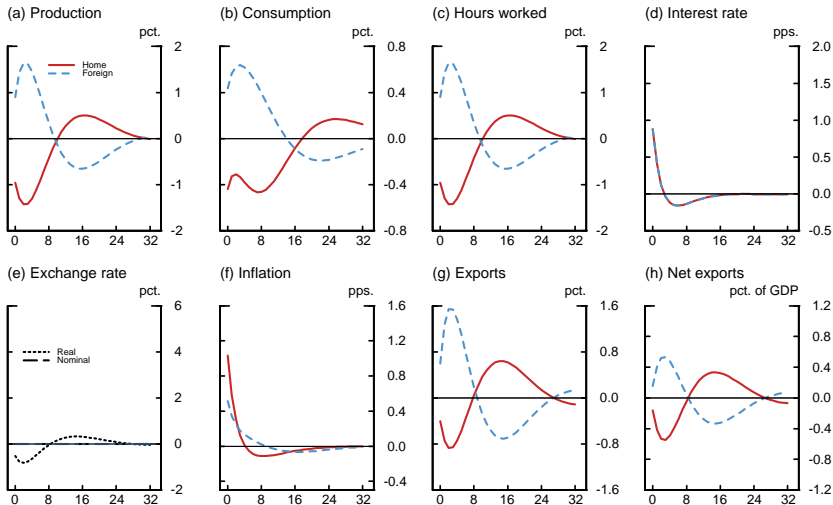 (a) Production
pct.
2
1
0
-1
-2
0 8 16 24 32
Home
Foreign
(b) Consumption
pct.
0.8
0.4
0.0
-0.4
-0.8
0 8 16 24 32
(c) Hours worked
pct.
2
1
0
-1
-2
0 8 16 24 32
(d) Interest rate
pps.
2.0
1.5
1.0
0.5
0.0
-0.5
0 8 16 24 32
(e) Exchange rate
pct.
6
4
2
0
-2
0 8 16 24 32
Real
Nominal
(f) Inflation
pps.
1.6
1.2
0.8
0.4
0.0
-0.4
0 8 16 24 32
(g) Exports
pct.
1.6
0.8
0.0
-0.8
-1.6
0 8 16 24 32
(h) Net exports
pct. of GDP
1.2
0.8
0.4
0.0
-0.4
-0.8
-1.2
0 8 16 24 32